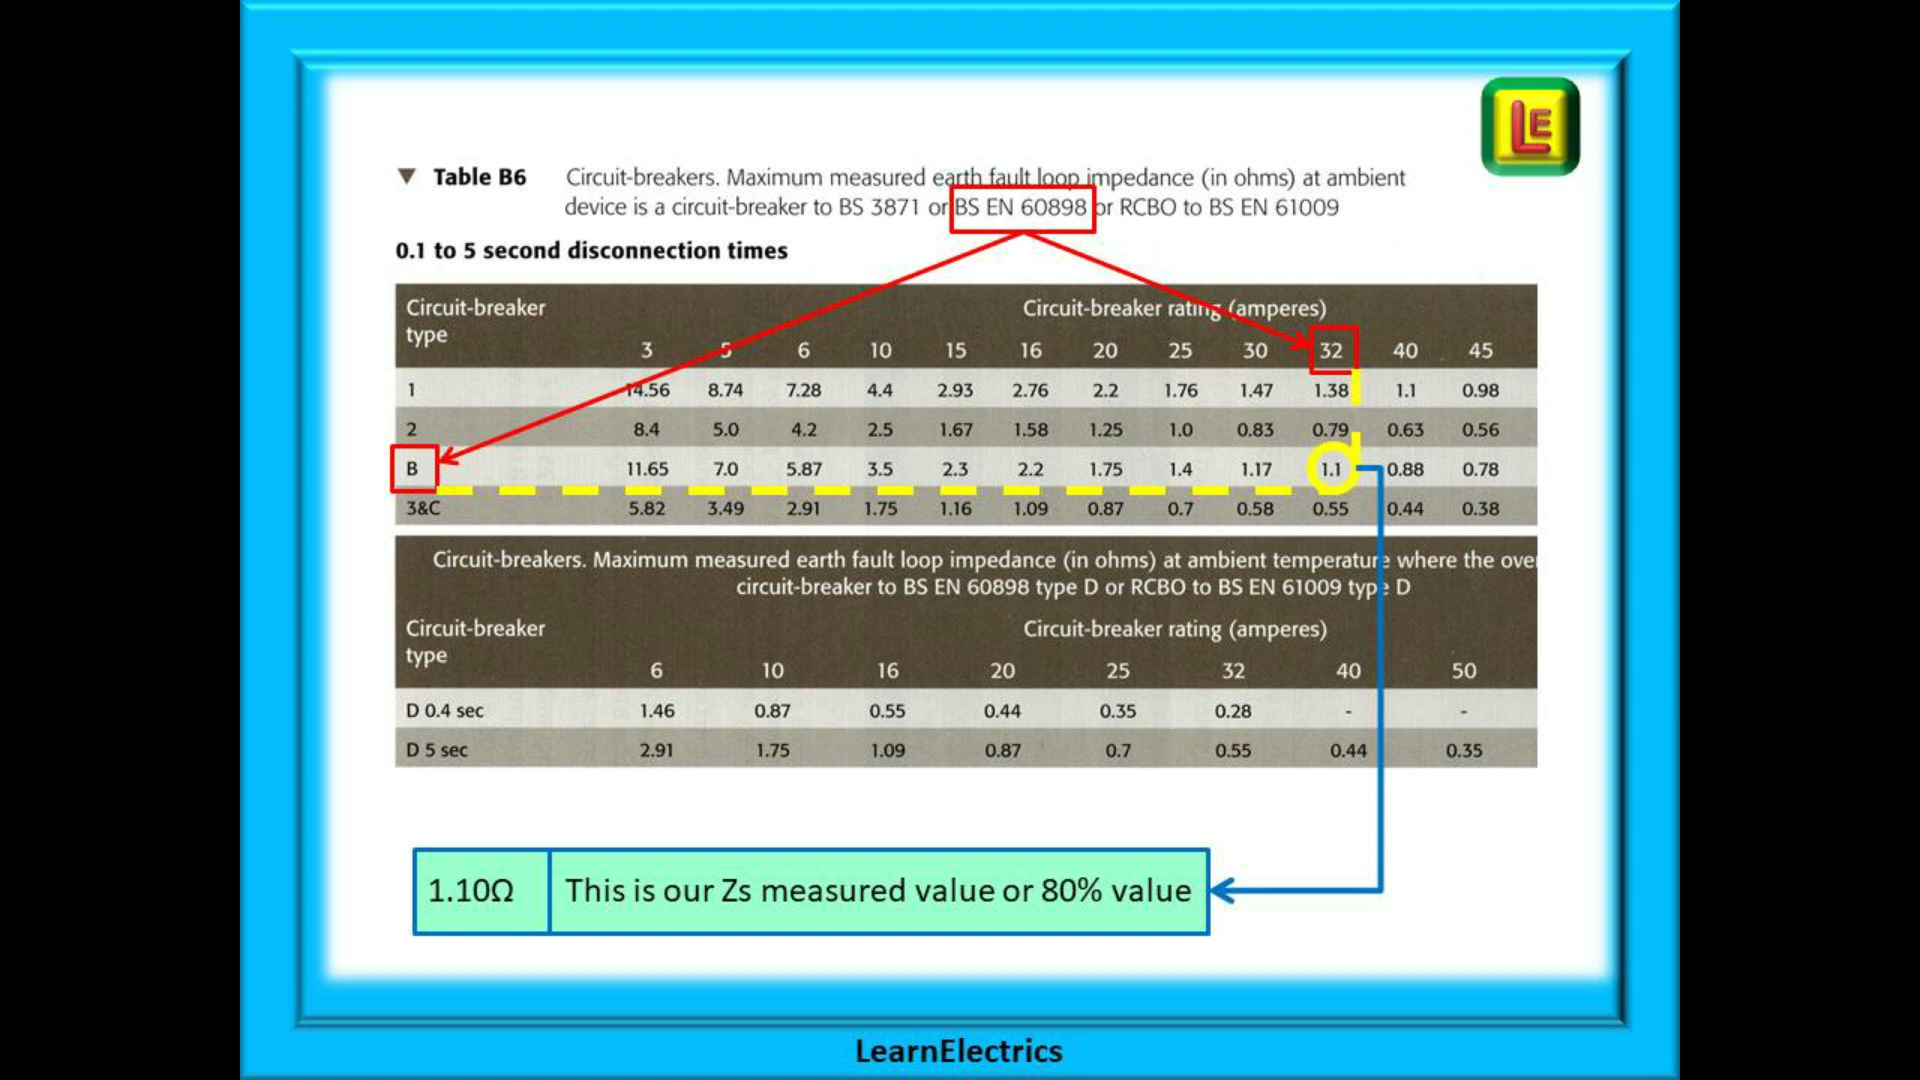 LE
▼ Table B6 Circuit-breakers. Maximum measured earth fault loop impedance (in ohms) at ambient
device is a circuit-breaker to BS 3871 or BS EN 60898 or RCBO to BS EN 61009
0.1 to 5 second disconnection times
Circuit-breaker Circuit-breaker rating (amperes)
type
3 5 6 10 15 16 20 25 30 32 40 45
1 14.56 8.74 7.28 4.4 2.93 2.76 2.2 1.76 1.47 1.38 1.1 0.98
2 8.4 5.0 4.2 2.5 1.67 1.58 1.25 1.0 0.83 0.79 0.63 0.56
B 11.65 7.0 5.87 3.5 2.3 2.2 1.75 1.4 1.17 1.1 0.88 0.78
3&C 5.82 3.49 2.91 1.75 1.16 1.09 0.87 0.7 0.58 0.55 0.44 0.38
Circuit-breakers. Maximum measured earth fault loop impedance (in ohms) at ambient temperature where the over
circuit-breaker to BS EN 60898 type D or RCBO to BS EN 61009 type D
Circuit-breaker Circuit-breaker rating (amperes)
type
6 10 16 20 25 32 40 50
D 0.4 sec 1.46 0.87 0.55 0.44 0.35 0.28 - -
D 5 sec 2.91 1.75 1.09 0.87 0.7 0.55 0.44 0.35
1.10Ω This is our Zs measured value or 80% value
LearnElectrics